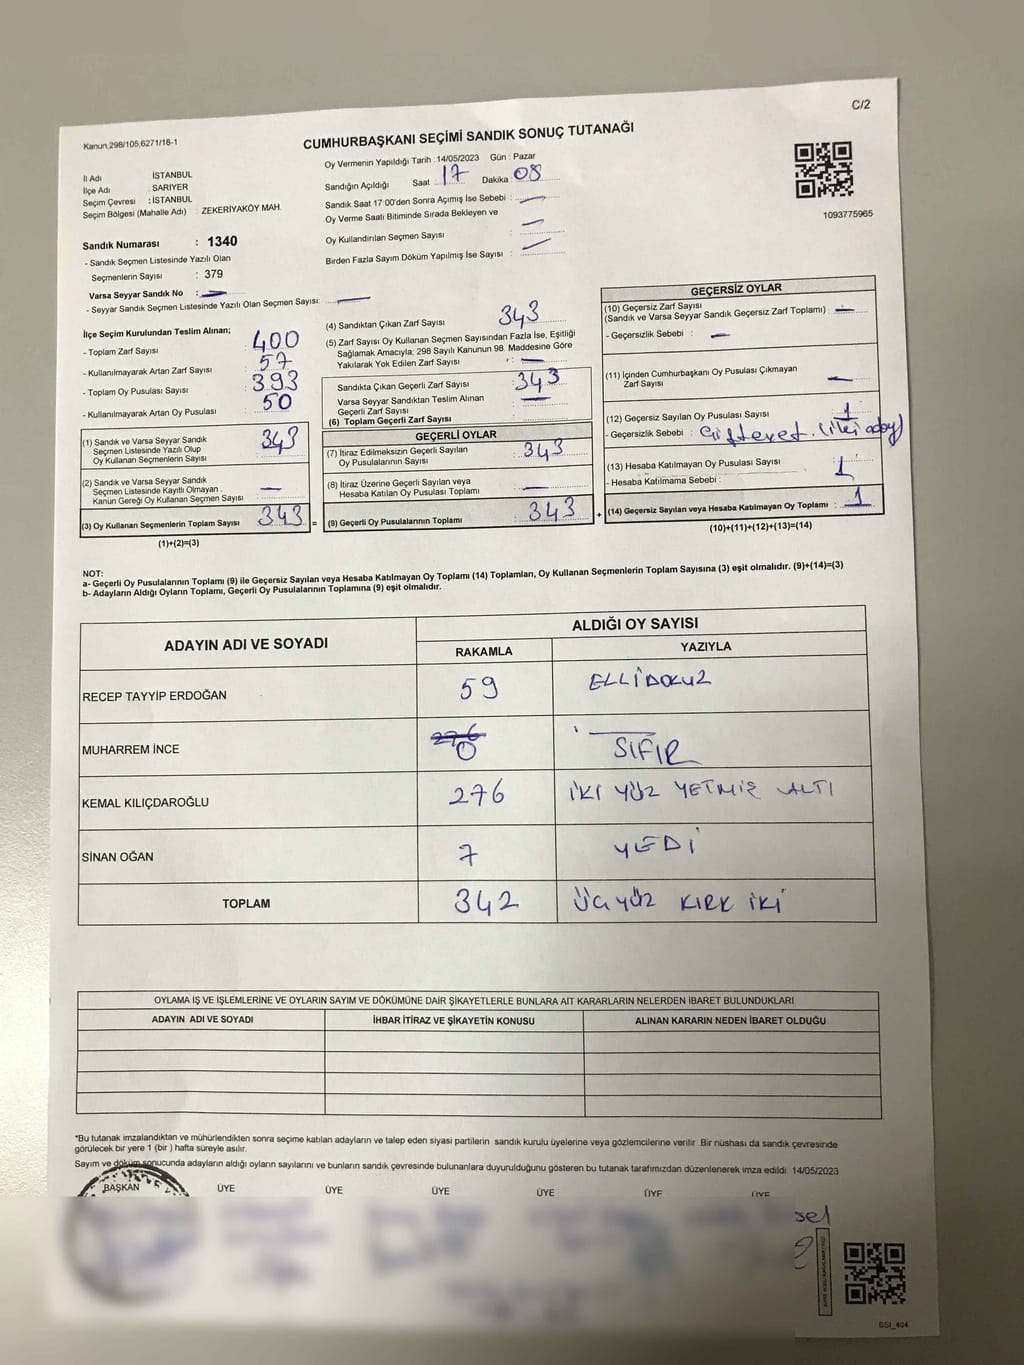 C/2
Kanun.298/105,6271/18-1
CUMHURBAŞKANI SEÇİMİ SANDIK SONUÇ TUTANAĞI
Oy Vermenin Yapıldığı Tarih : 14/05/2023 Gün : Pazar
İl Adı İSTANBUL
İlçe Adı : SARIYER
Seçim Çevresi : İSTANBUL
Seçim Bölgesi (Mahalle Adı) : ZEKERİYAKÖY MAH.
Sandığın Açıldığı Saat : 17 Dakika : 08
Sandık Saat 17:00'den Sonra Açımış İse Sebebi :
Oy Verme Saati Bitiminde Sırada Bekleyen ve
Oy Kullandırılan Seçmen Sayısı :
Birden Fazla Sayım Döküm Yapılmış İse Sayısı :
1093775965
Sandık Numarası : 1340
- Sandık Seçmen Listesinde Yazılı Olan
Seçmenlerin Sayısı : 379
Varsa Seyyar Sandık No :
- Seyyar Sandık Seçmen Listesinde Yazılı Olan Seçmen Sayısı:
İlçe Seçim Kurulundan Teslim Alınan;
- Toplam Zarf Sayısı : 400
- Kullanılmayarak Artan Zarf Sayısı : 57
- Toplam Oy Pusulası Sayısı : 393
- Kullanılmayarak Artan Oy Pusulası : 50
(1) Sandık ve Varsa Seyyar Sandık
Seçmen Listesinde Yazılı Olup
Oy Kullanan Seçmenlerin Sayısı 343
(2) Sandık ve Varsa Seyyar Sandık
Seçmen Listesinde Kayıtlı Olmayan
Kanun Gereği Oy Kullanan Seçmen Sayısı
(3) Oy Kullanan Seçmenlerin Toplam Sayısı 343 =
(1)+(2)=(3)
(4) Sandıktan Çıkan Zarf Sayısı : 343
(5) Zarf Sayısı Oy Kullanan Seçmen Sayısından Fazla İse, Eşitliği
Sağlamak Amacıyla; 298 Sayılı Kanunun 98. Maddesine Göre
Yakılarak Yok Edilen Zarf Sayısı
Sandıkta Çıkan Geçerli Zarf Sayısı : 343
Varsa Seyyar Sandıktan Teslim Alınan
Geçerli Zarf Sayısı
(6) Toplam Geçerli Zarf Sayısı
GEÇERLİ OYLAR
(7) İtiraz Edilmeksizin Geçerli Sayılan
Oy Pusulalarının Sayısı : 343
(8) İtiraz Üzerine Geçerli Sayılan veya
Hesaba Katılan Oy Pusulası Toplamı
(9) Geçerli Oy Pusulalarının Toplamı : 343 +
GEÇERSİZ OYLAR
(10) Geçersiz Zarf Sayısı
(Sandık ve Varsa Seyyar Sandık Geçersiz Zarf Toplamı) :
- Geçersizlik Sebebi :
(11) İçinden Cumhurbaşkanı Oy Pusulası Çıkmayan
Zarf Sayısı
(12) Geçersiz Sayılan Oy Pusulası Sayısı : 1
- Geçersizlik Sebebi : Çift evet. (iki aday)
(13) Hesaba Katılmayan Oy Pusulası Sayısı : 1
- Hesaba Katılmama Sebebi :
(14) Geçersiz Sayılan veya Hesaba Katılmayan Oy Toplamı : 1
(10)+(11)+(12)+(13)=(14)
NOT:
a- Geçerli Oy Pusulalarının Toplamı (9) ile Geçersiz Sayılan veya Hesaba Katılmayan Oy Toplamı (14) Toplamları, Oy Kullanan Seçmenlerin Toplam Sayısına (3) eşit olmalıdır. (9)+(14)=(3)
b- Adayların Aldığı Oyların Toplamı, Geçerli Oy Pusulalarının Toplamına (9) eşit olmalıdır.
ADAYIN ADI VE SOYADI ALDIĞI OY SAYISI
RAKAMLA YAZIYLA
RECEP TAYYİP ERDOĞAN 59 ELLİDOKUZ
MUHARREM İNCE 276 0 SIFIR
KEMAL KILIÇDAROĞLU 276 İKİ YÜZ YETMİŞ ALTI
SİNAN OĞAN 7 YEDİ
TOPLAM 342 ÜÇ YÜZ KIRK İKİ
OYLAMA İŞ VE İŞLEMLERİNE VE OYLARIN SAYIM VE DÖKÜMÜNE DAİR ŞİKAYETLERLE BUNLARA AİT KARARLARIN NELERDEN İBARET BULUNDUKLARI
ADAYIN ADI VE SOYADI İHBAR İTİRAZ VE ŞİKAYETİN KONUSU ALINAN KARARIN NEDEN İBARET OLDUĞU
*Bu tutanak imzalandıktan ve mühürlendikten sonra seçime katılan adayların ve talep eden siyasi partilerin sandık kurulu üyelerine veya gözlemcilerine verilir. Bir nüshası da sandık çevresinde
görülecek bir yere 1 (bir ) hafta süreyle asılır.
Sayım ve döküm sonucunda adayların aldığı oyların sayılarını ve bunların sandık çevresinde bulunanlara duyurulduğunu gösteren bu tutanak tarafımızdan düzenlenerek imza edildi. 14/05/2023
BAŞKAN ÜYE ÜYE ÜYE ÜYE ÜYE ÜYE
sel
SSI_404